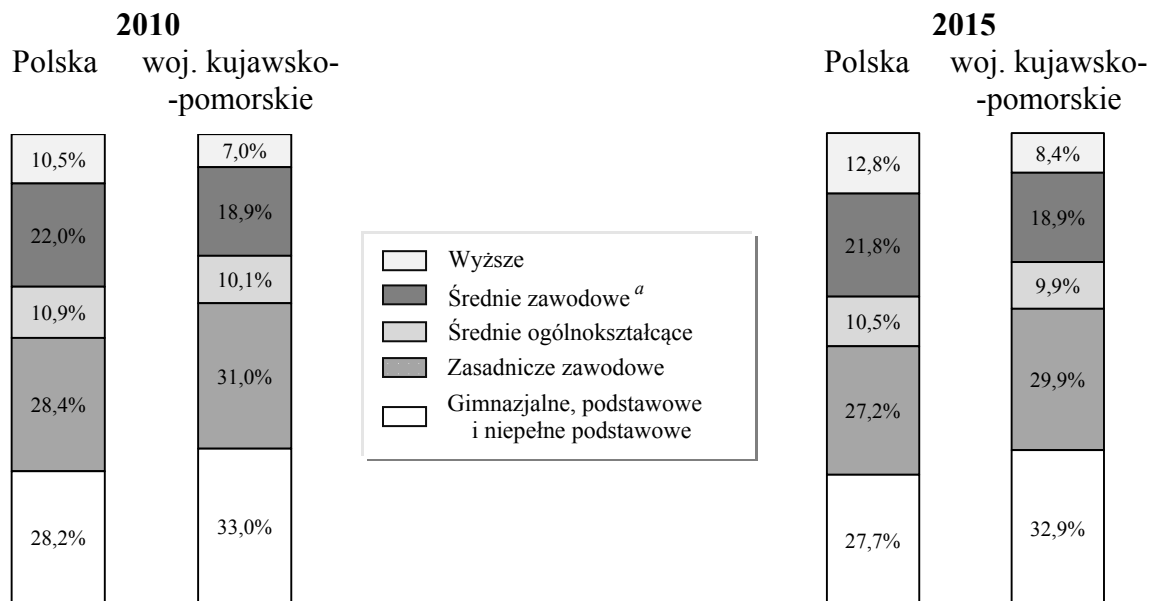 2010
Polska
woj. kujawsko-
-pomorskie
10,5%
22,0%
10,9%
28,4%
28,2%
7,0%
18,9%
10,1%
31,0%
33,0%
Wyższe
Średnie zawodowe a
Średnie ogólnokształcące
Zasadnicze zawodowe
Gimnazjalne, podstawowe
i niepełne podstawowe
2015
Polska
woj. kujawsko-
-pomorskie
12,8%
21,8%
10,5%
27,2%
27,7%
8,4%
18,9%
9,9%
29,9%
32,9%